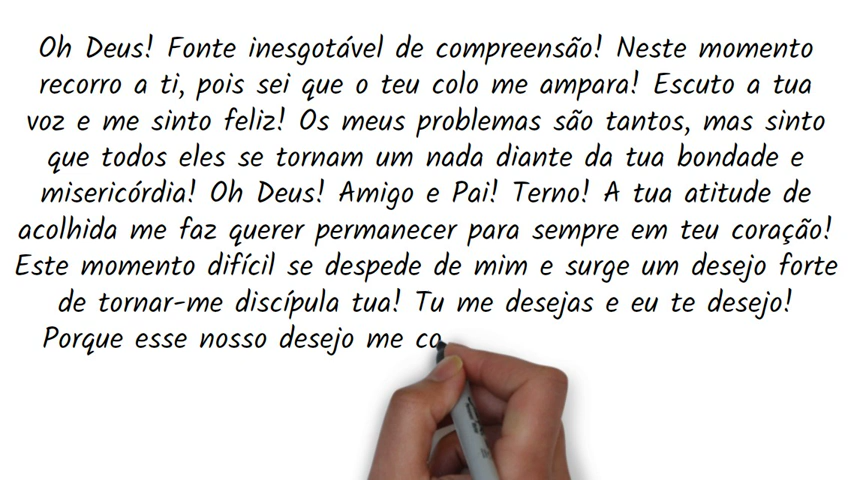 Oh Deus! Fonte inesgotável de compreensão! Neste momento
recorro a ti, pois sei que o teu colo me ampara! Escuto a tua
voz e me sinto feliz! Os meus problemas são tantos, mas sinto
que todos eles se tornam um nada diante da tua bondade e
misericórdia! Oh Deus! Amigo e Pai! Terno! A tua atitude de
acolhida me faz querer permanecer para sempre em teu coração!
Este momento difícil se despede de mim e surge um desejo forte
de tornar-me discípula tua! Tu me desejas e eu te desejo!
Porque esse nosso desejo me co